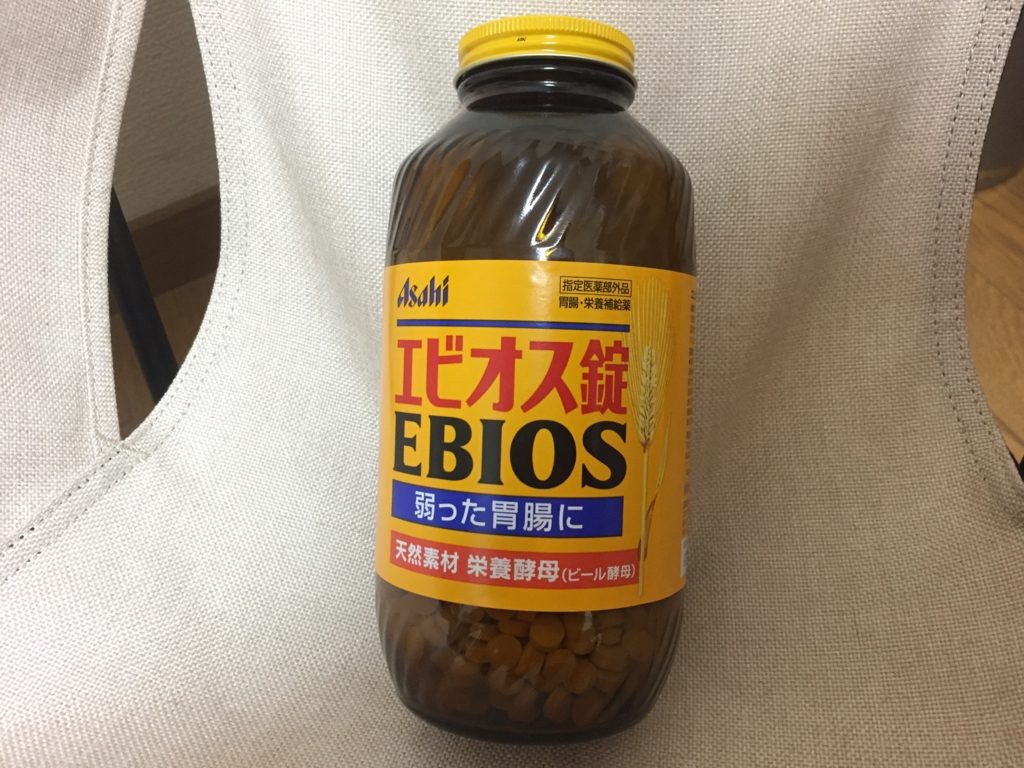 Asahi
指定医薬部外品
胃腸・栄養補給薬
エビオス錠
EBIOS
弱った胃腸に
天然素材 栄養酵母(ビール酵母)